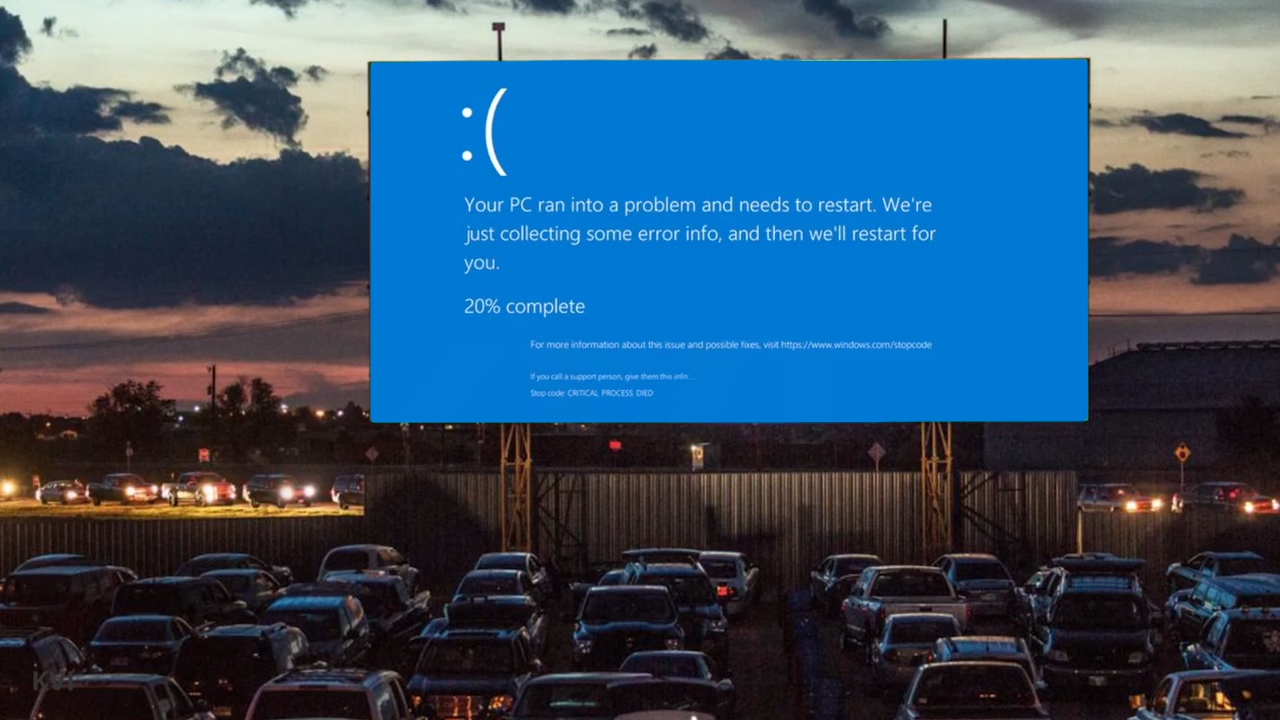 :(
Your PC ran into a problem and needs to restart. We're
just collecting some error info, and then we'll restart for
you.
20% complete
For more information about this issue and possible fixes, visit https://www.windows.com/stopcode
If you call a support person, give them this info:
Stop code: CRITICAL PROCESS DIED